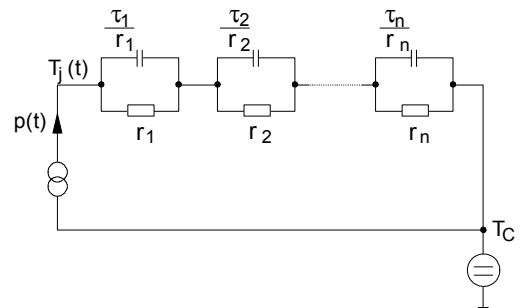 τ1
r1
τ2
r2
τn
rn
Tj(t)
p(t)
r1
r2
rn
TC